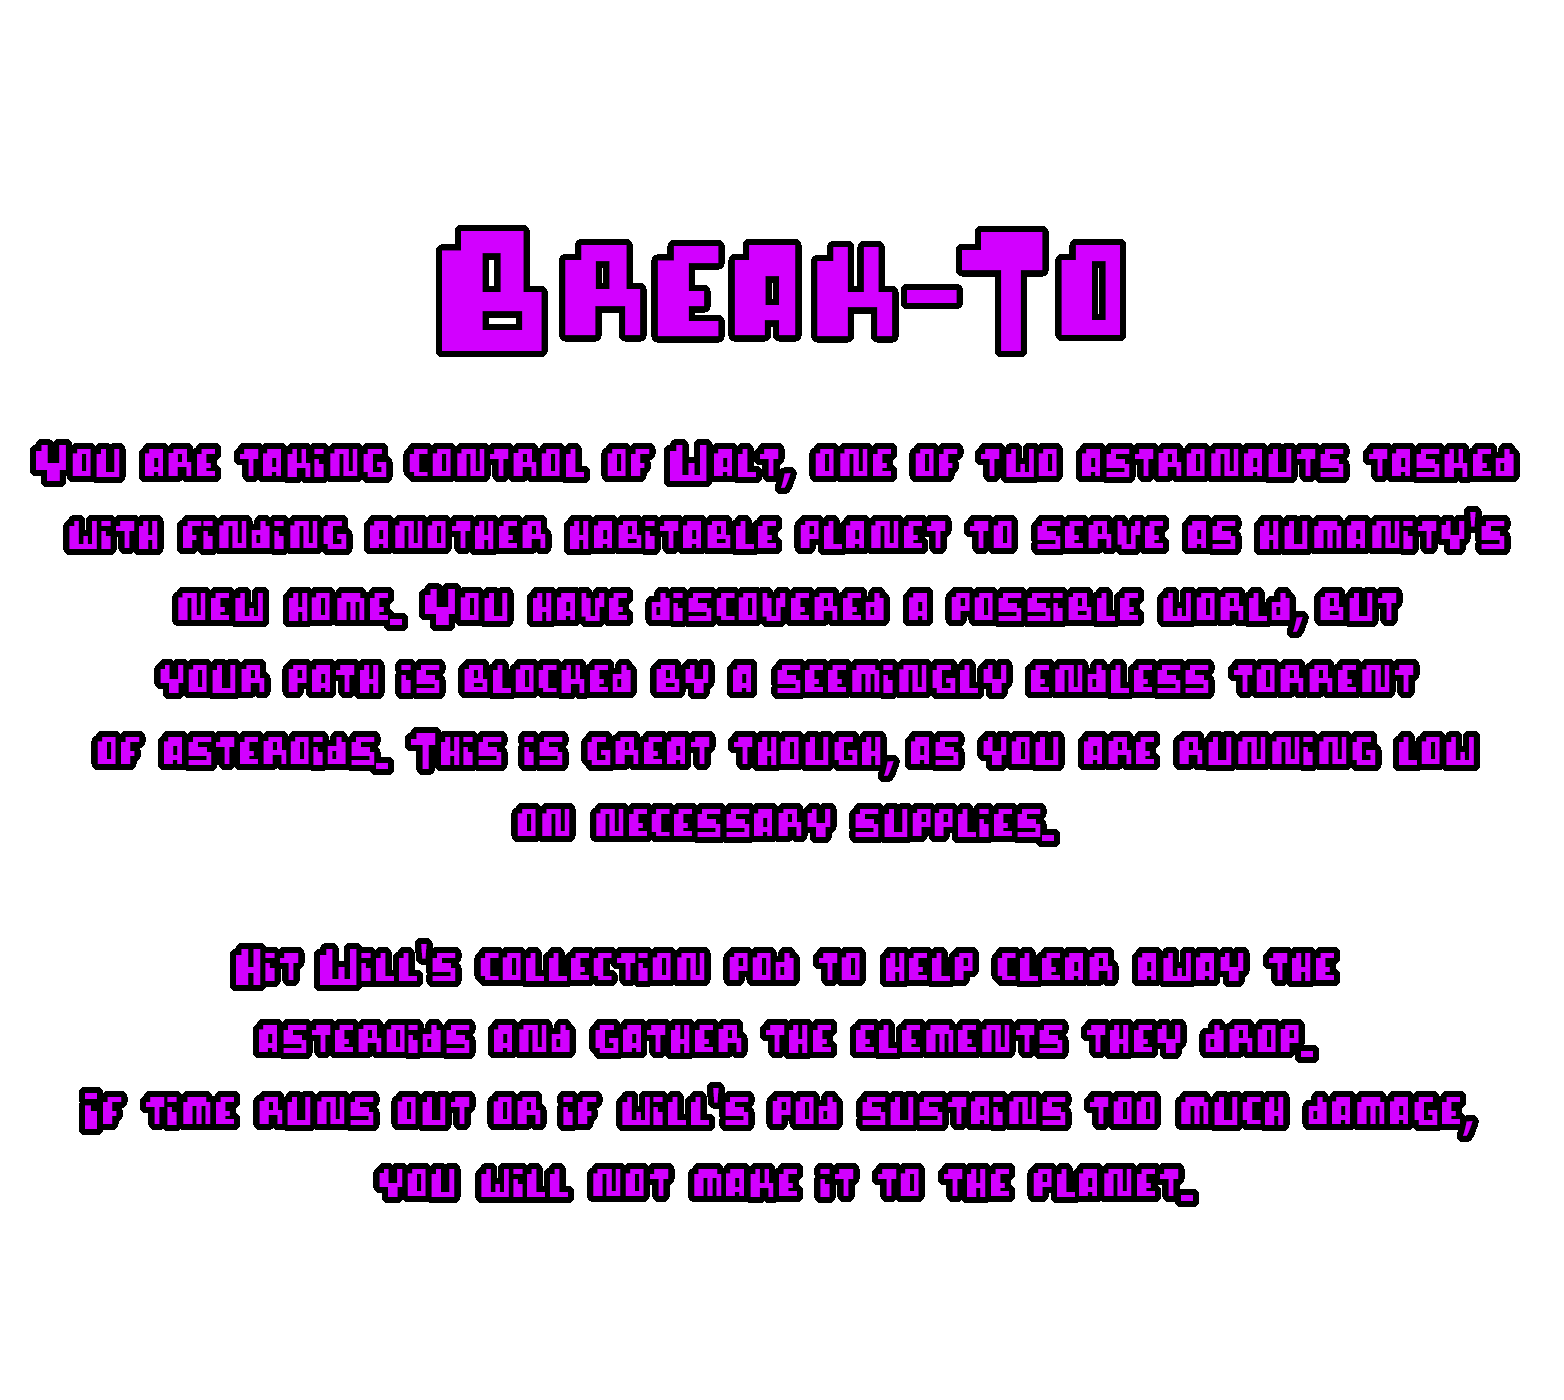 Break-To
You are taking control of Walt, one of two astronauts tasked
with finding another habitable planet to serve as humanity's
new home. You have discovered a possible world, but
your path is blocked by a seemingly endless torrent
of asteroids. This is great though, as you are running low
on necessary supplies.
Hit Will's collection pod to help clear away the
asteroids and gather the elements they drop.
If time runs out or if will's pod sustains too much damage,
you will not make it to the planet.